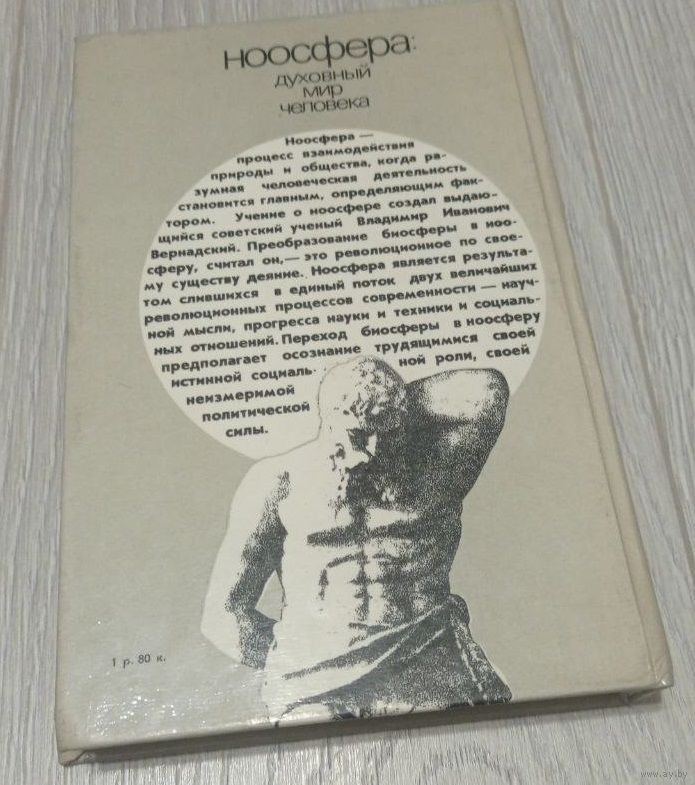 ноосфера:
духовный
мир
человека
Ноосфера —
процесс взаимодействия
природы и общества, когда ра-
зумная человеческая деятельность
становится главным, определяющим фак-
тором. Учение о ноосфере создал выдаю-
щийся советский ученый Владимир Иванович
Вернадский. Преобразование биосферы в ноо-
сферу, считал он,— это революционное по свое-
му существу деяние. Ноосфера является результа-
том слившихся в единый поток двух величайших
революционных процессов современности — науч-
ной мысли, прогресса науки и техники и социаль-
ных отношений. Переход биосферы в ноосферу
предполагает осознание трудящимися своей
истинной социаль- ной роли, своей
неизмеримой
политической
силы.
1 р. 80 к.
www.ay.by